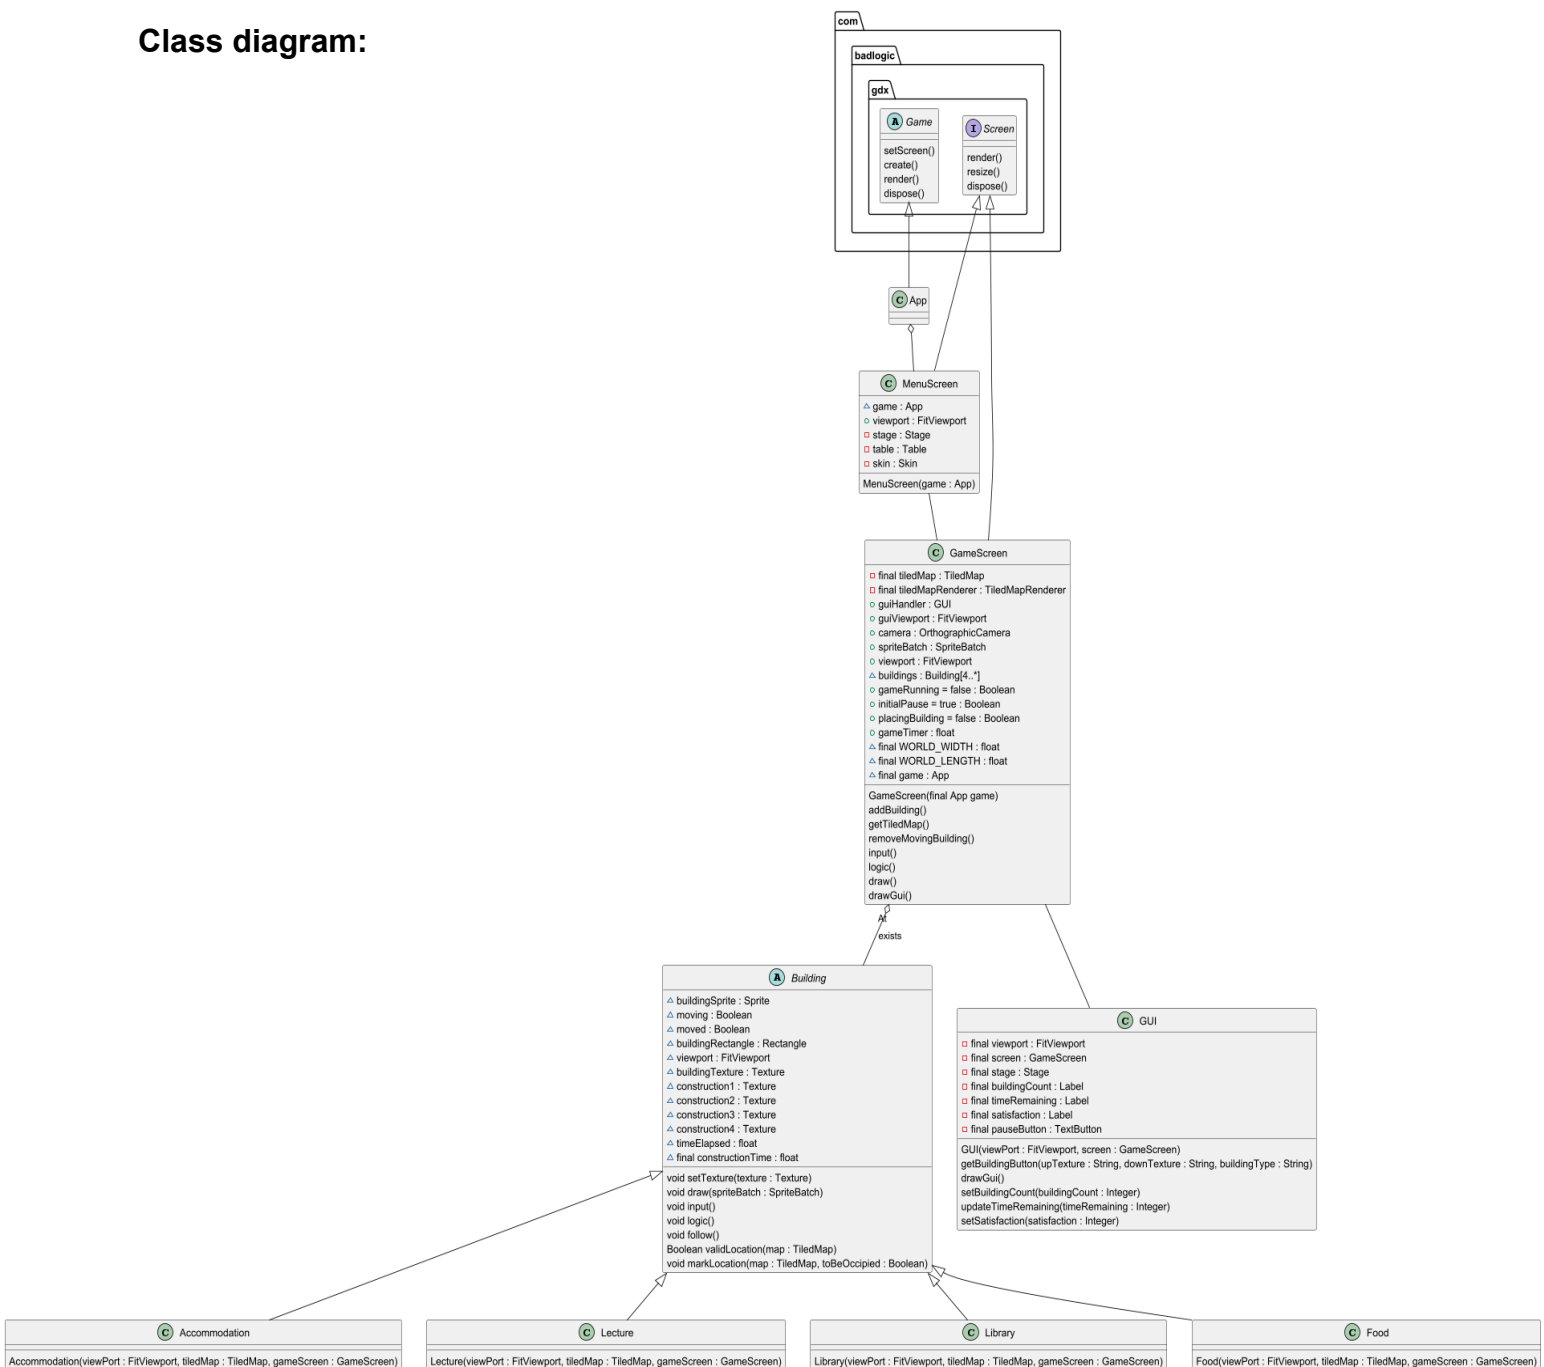 Class diagram:
com
badlogic
gdx
A Game
setScreen()
create()
render()
dispose()
I Screen
render()
resize()
dispose()
C App
C MenuScreen
game : App
viewport : FitViewport
stage : Stage
table : Table
skin : Skin
MenuScreen(game : App)
C GameScreen
final tiledMap : TiledMap
final tiledMapRenderer : TiledMapRenderer
guiHandler : GUI
guiViewport : FitViewport
camera : OrthographicCamera
spriteBatch : SpriteBatch
viewport : FitViewport
buildings : Building[4..*]
gameRunning = false : Boolean
initialPause = true : Boolean
placingBuilding = false : Boolean
gameTimer : float
final WORLD_WIDTH : float
final WORLD_LENGTH : float
final game : App
GameScreen(final App game)
addBuilding()
getTiledMap()
removeMovingBuilding()
input()
logic()
draw()
drawGui()
At
exists
A Building
buildingSprite : Sprite
moving : Boolean
moved : Boolean
buildingRectangle : Rectangle
viewport : FitViewport
buildingTexture : Texture
construction1 : Texture
construction2 : Texture
construction3 : Texture
construction4 : Texture
timeElapsed : float
final constructionTime : float
void setTexture(texture : Texture)
void draw(spriteBatch : SpriteBatch)
void input()
void logic()
void follow()
Boolean validLocation(map : TiledMap)
void markLocation(map : TiledMap, toBeOccipied : Boolean)
C GUI
final viewport : FitViewport
final screen : GameScreen
final stage : Stage
final buildingCount : Label
final timeRemaining : Label
final satisfaction : Label
final pauseButton : TextButton
GUI(viewPort : FitViewport, screen : GameScreen)
getBuildingButton(upTexture : String, downTexture : String, buildingType : String)
drawGui()
setBuildingCount(buildingCount : Integer)
updateTimeRemaining(timeRemaining : Integer)
setSatisfaction(satisfaction : Integer)
C Accommodation
Accommodation(viewPort : FitViewport, tiledMap : TiledMap, gameScreen : GameScreen)
C Lecture
Lecture(viewPort : FitViewport, tiledMap : TiledMap, gameScreen : GameScreen)
C Library
Library(viewPort : FitViewport, tiledMap : TiledMap, gameScreen : GameScreen)
C Food
Food(viewPort : FitViewport, tiledMap : TiledMap, gameScreen : GameScreen)